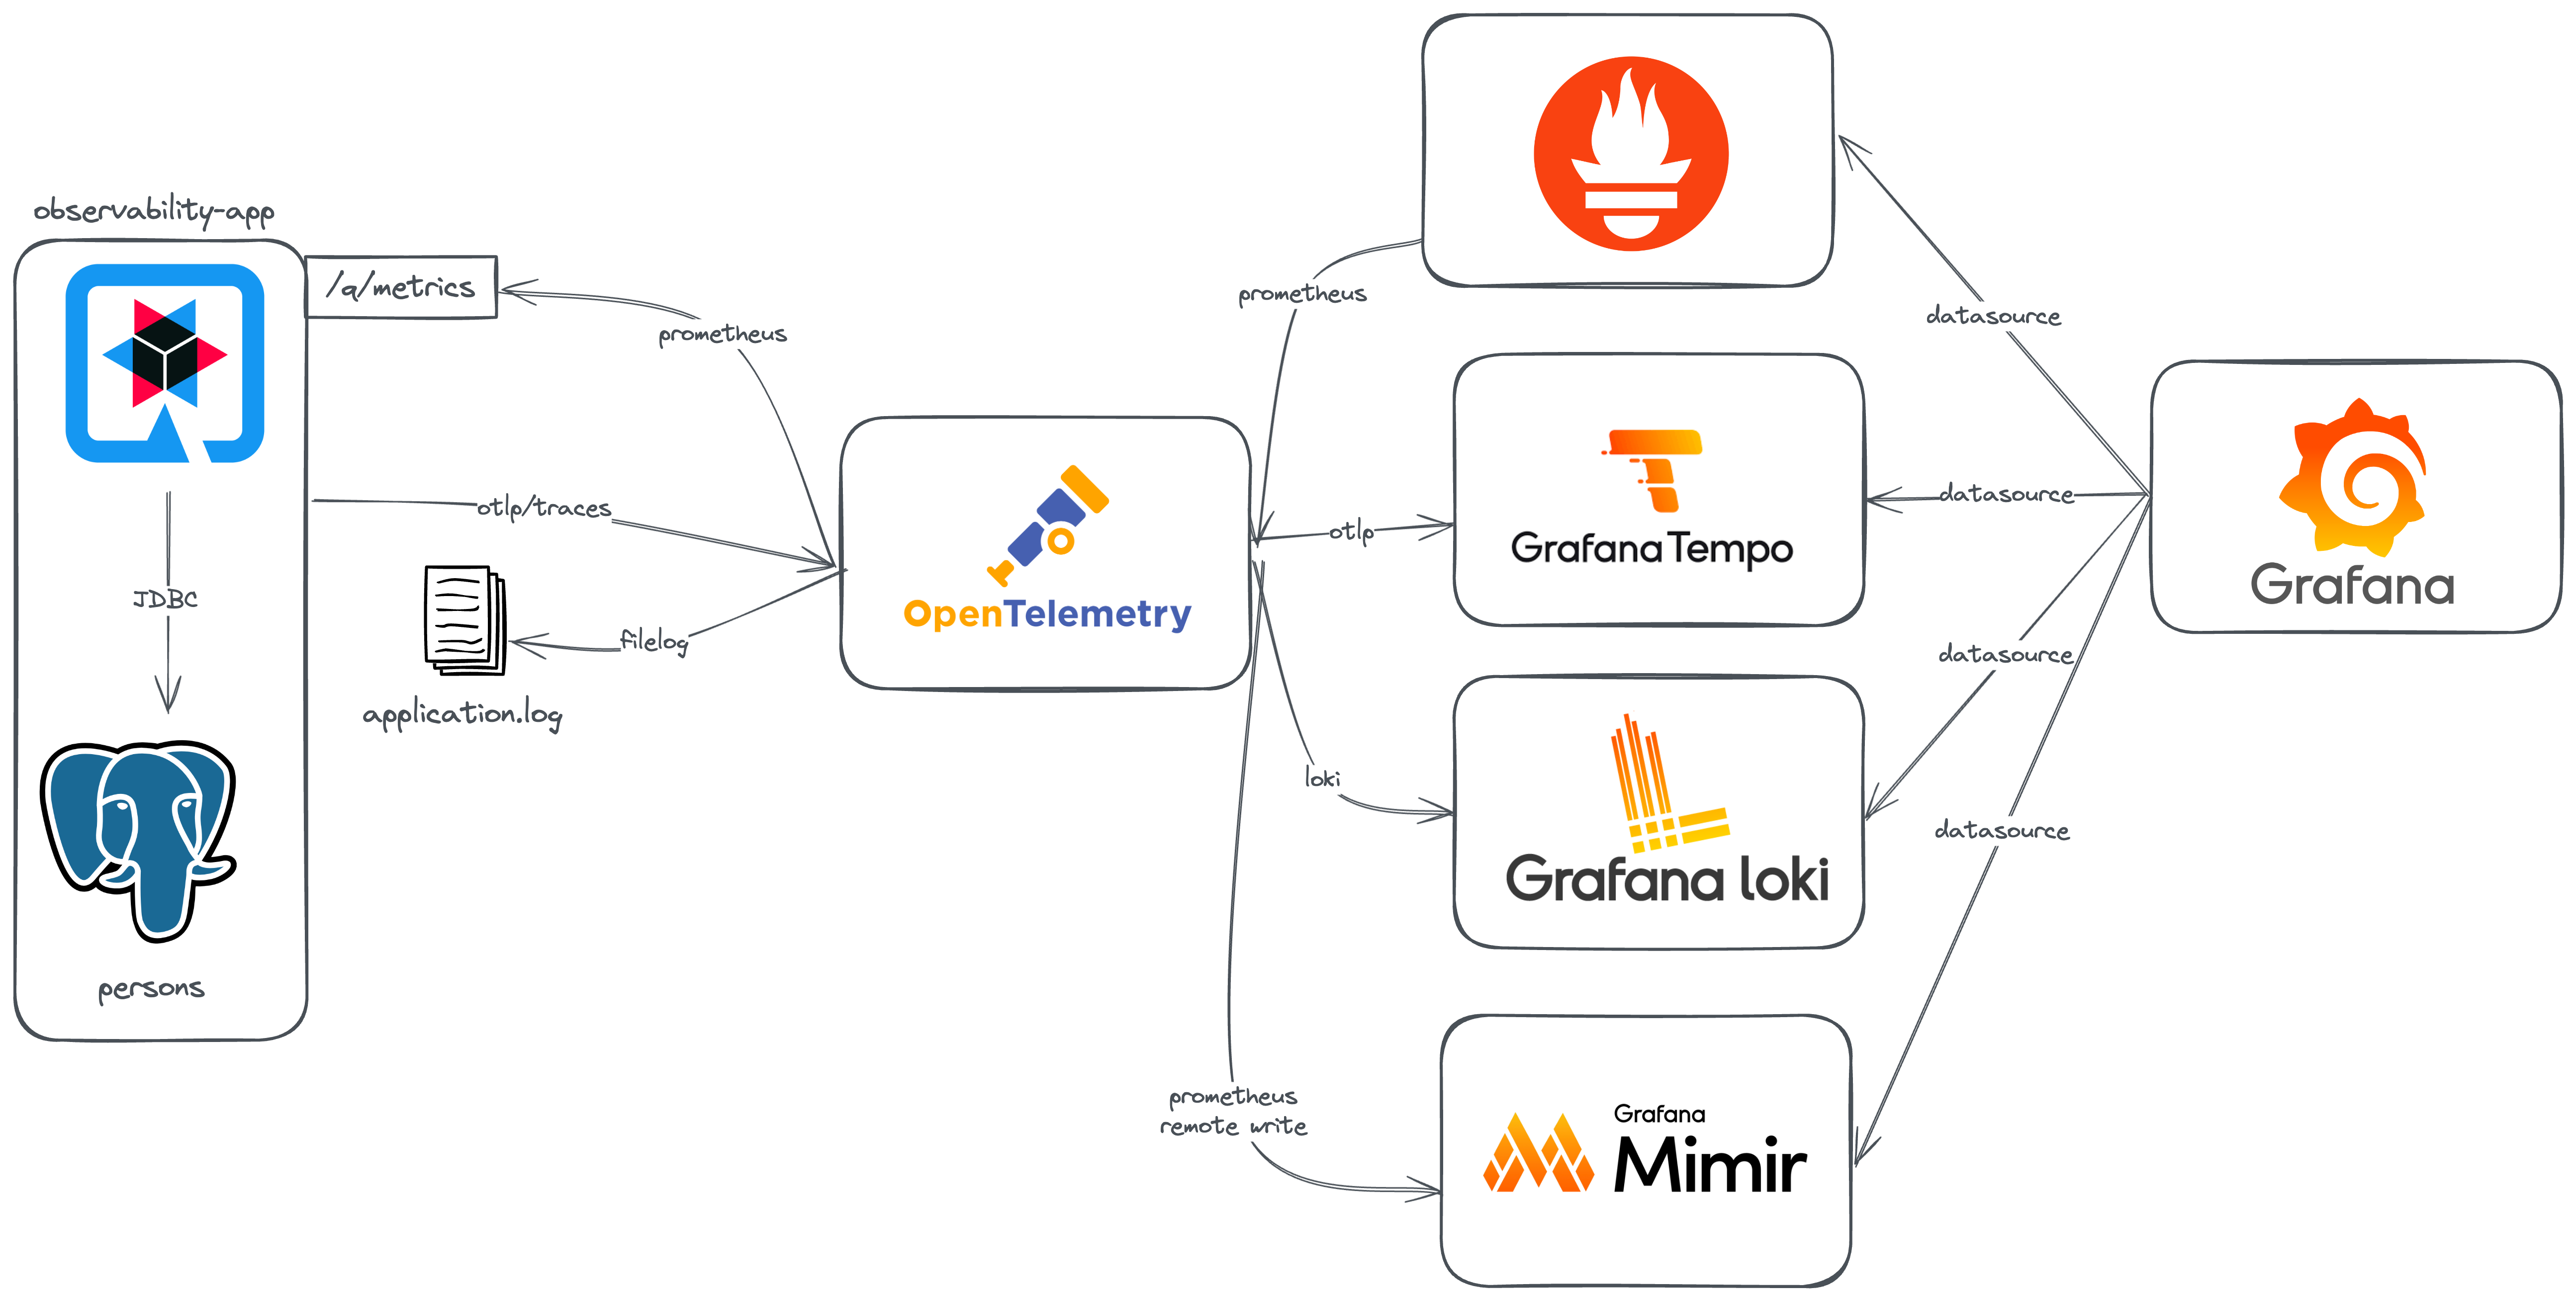 observability-app
/q/metrics
prometheus
otlp/traces
JDBC
filelog
application.log
persons
OpenTelemetry
prometheus
otlp
loki
prometheus
remote write
Grafana Tempo
Grafana loki
Grafana
Mimir
datasource
datasource
datasource
datasource
Grafana